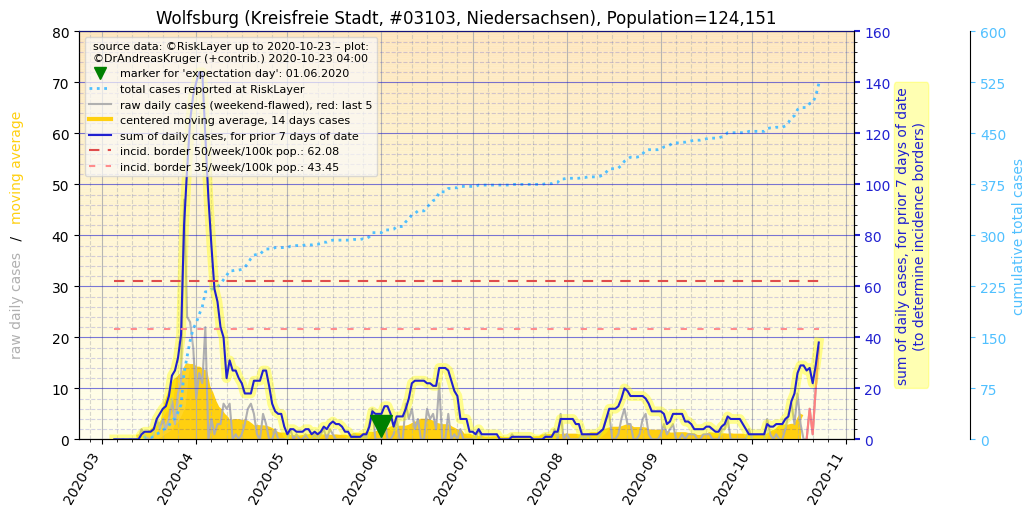 Wolfsburg (Kreisfreie Stadt, #03103, Niedersachsen), Population=124,151
source data: ©RiskLayer up to 2020-10-23 – plot:
©DrAndreasKruger (+contrib.) 2020-10-23 04:00
marker for 'expectation day': 01.06.2020
total cases reported at RiskLayer
raw daily cases (weekend-flawed), red: last 5
centered moving average, 14 days cases
sum of daily cases, for prior 7 days of date
incid. border 50/week/100k pop.: 62.08
incid. border 35/week/100k pop.: 43.45
raw daily cases / moving average
80
70
60
50
40
30
20
10
0
2020-03
2020-04
2020-05
2020-06
2020-07
2020-08
2020-09
2020-10
2020-11
160
140
120
100
80
60
40
20
0
sum of daily cases, for prior 7 days of date
(to determine incidence borders)
600
525
450
375
300
225
150
75
0
cumulative total cases